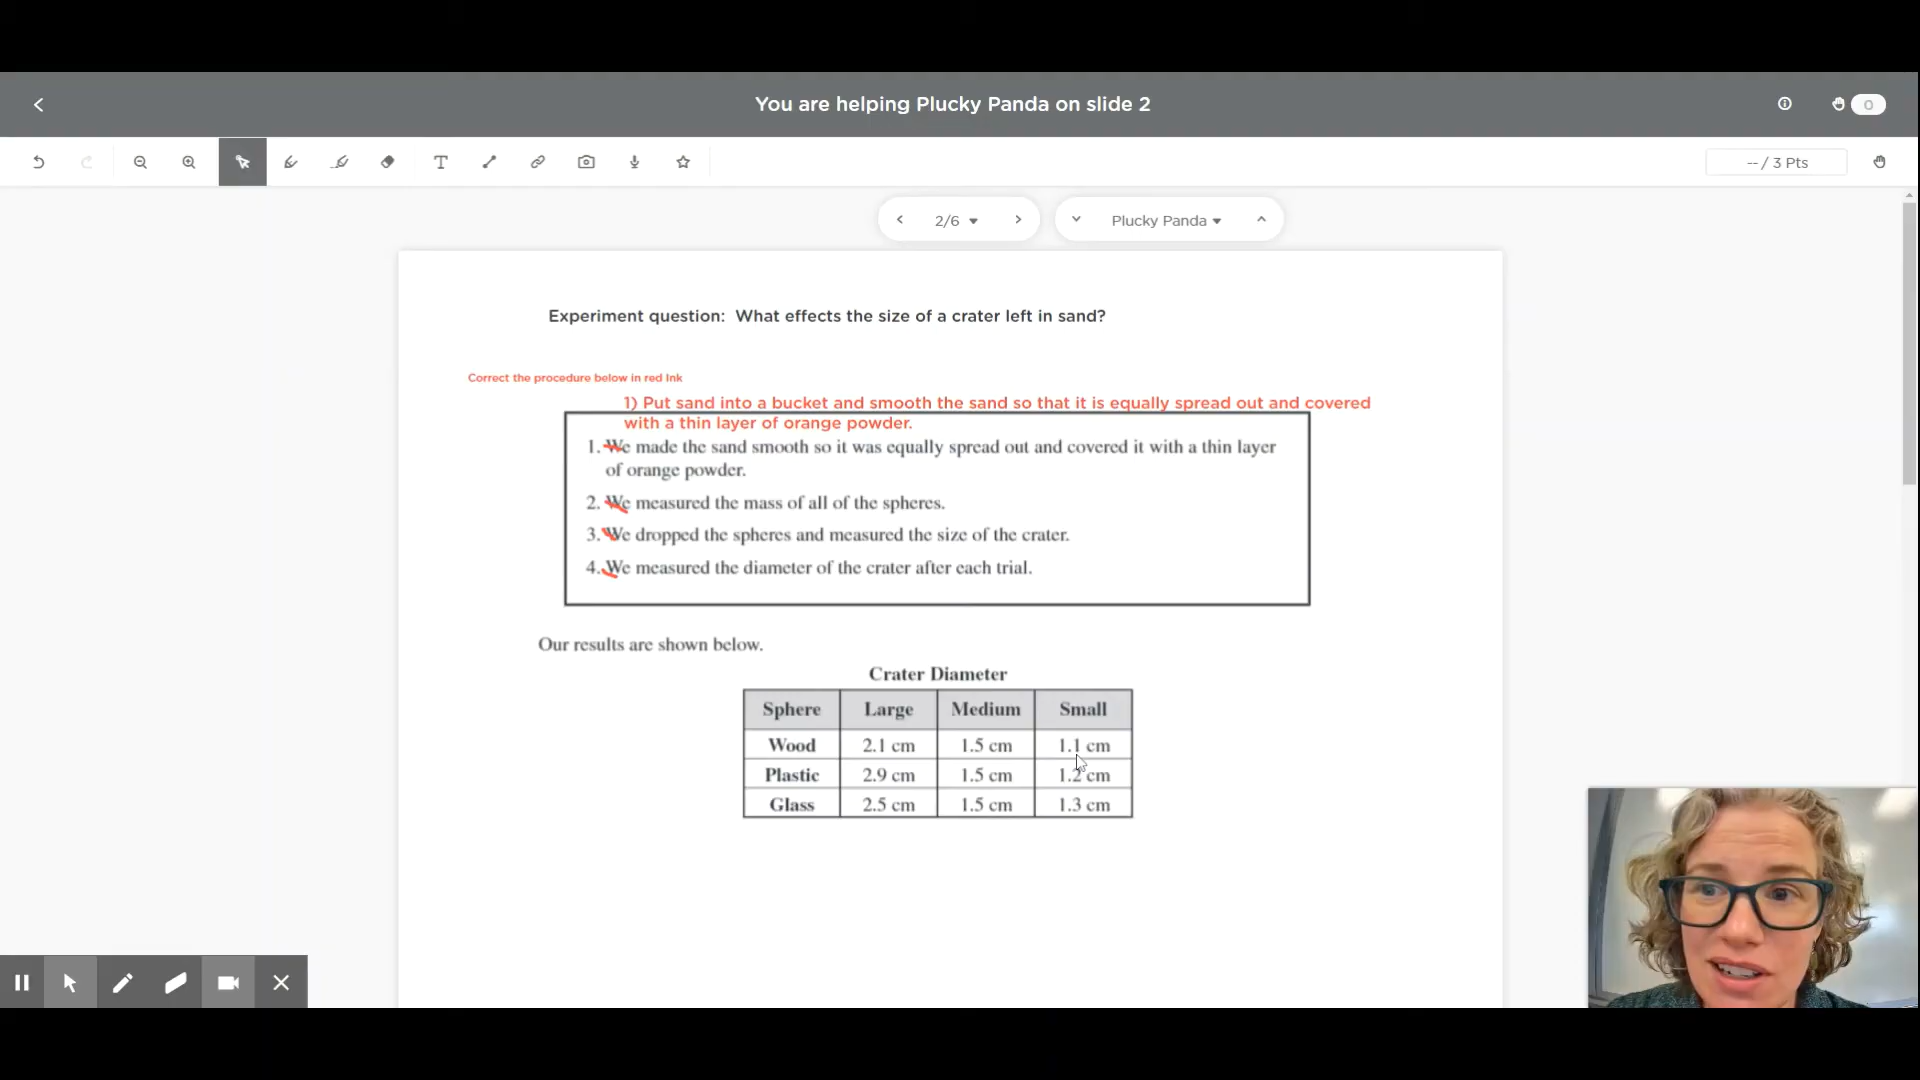 You are helping Plucky Panda on slide 2
0
T
-- / 3 Pts
2/6
Plucky Panda
Experiment question: What effects the size of a crater left in sand?
Correct the procedure below in red Ink
1) Put sand into a bucket and smooth the sand so that it is equally spread out and covered
with a thin layer of orange powder.
1. We made the sand smooth so it was equally spread out and covered it with a thin layer
of orange powder.
2. We measured the mass of all of the spheres.
3. We dropped the spheres and measured the size of the crater.
4. We measured the diameter of the crater after each trial.
Our results are shown below.
Crater Diameter
Sphere Large Medium Small
Wood 2.1 cm 1.5 cm 1.1 cm
Plastic 2.9 cm 1.5 cm 1.2 cm
Glass 2.5 cm 1.5 cm 1.3 cm